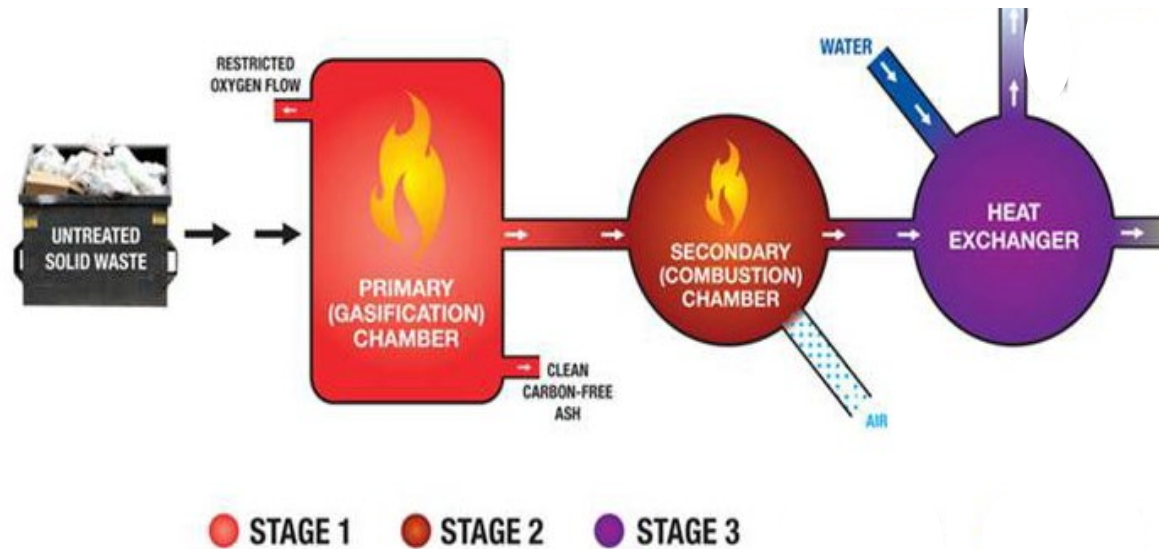 RESTRICTED
OXYGEN FLOW
WATER
UNTREATED
SOLID WASTE
PRIMARY
(GASIFICATION)
CHAMBER
SECONDARY
(COMBUSTION)
CHAMBER
HEAT
EXCHANGER
CLEAN
CARBON-FREE
ASH
AIR
STAGE 1
STAGE 2
STAGE 3